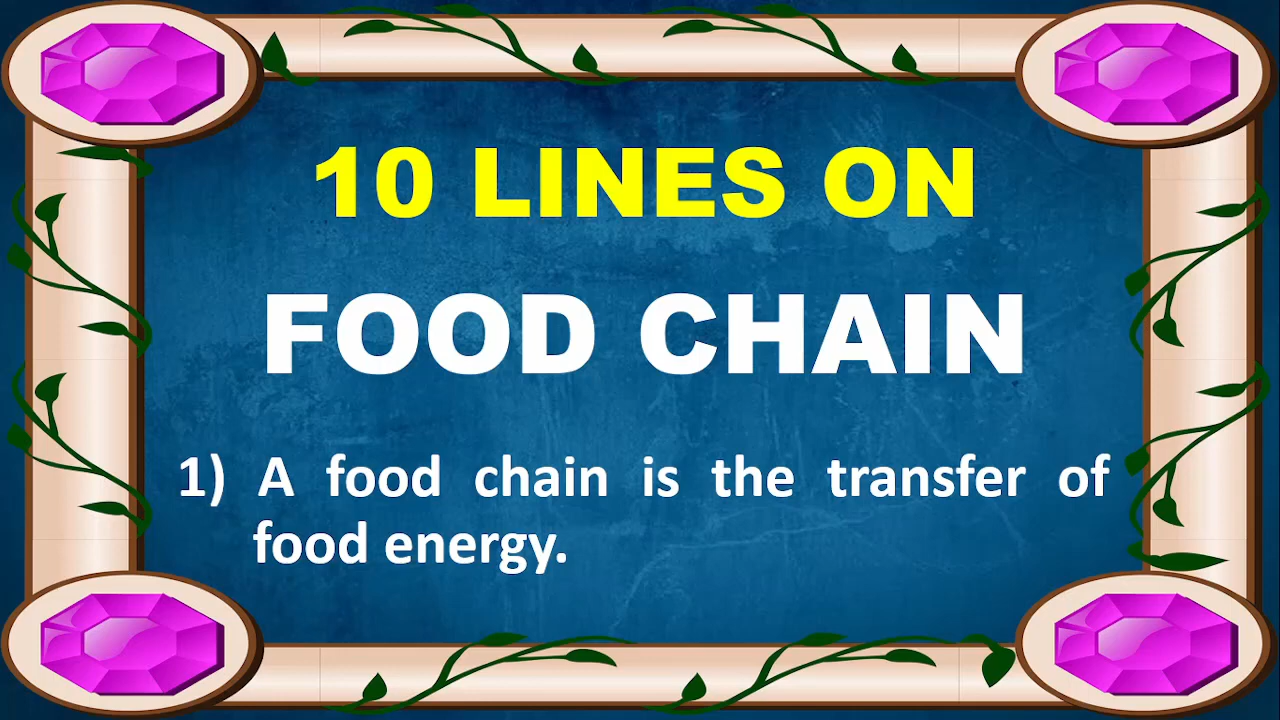 10 LINES ON
FOOD CHAIN
1) A food chain is the transfer of
food energy.